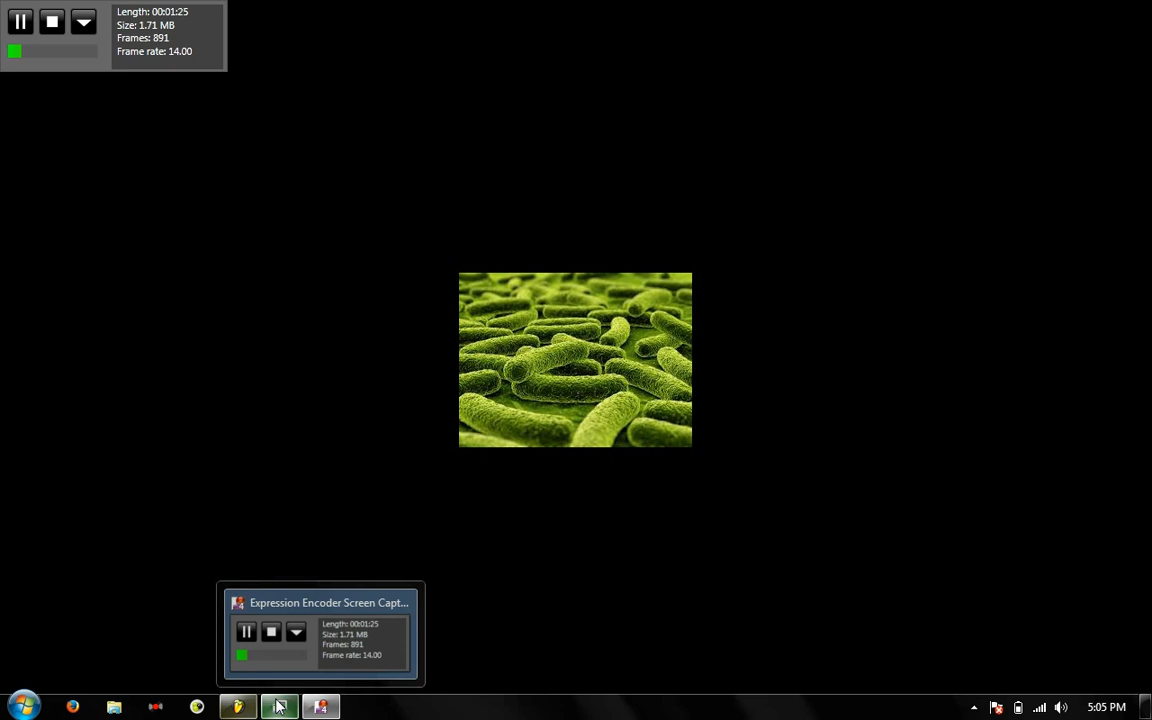 Length: 00:01:25
Size: 1.71 MB
Frames: 891
Frame rate: 14.00
Expression Encoder Screen Capt...
Length: 00:01:25
Size: 1.71 MB
Frames: 891
Frame rate: 14.00
5:05 PM